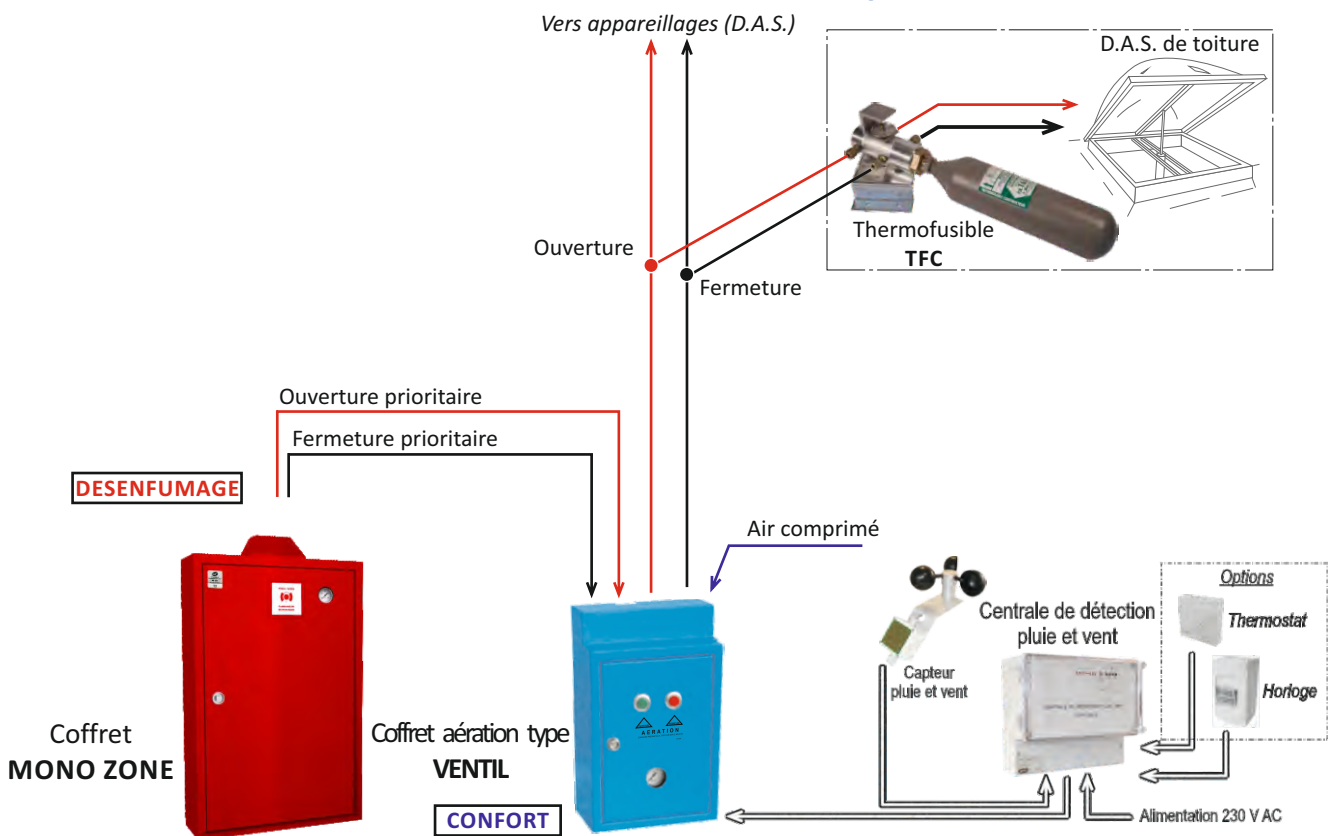 Vers appareillages (D.A.S.)
D.A.S. de toiture
Thermofusible
TFC
Ouverture
Fermeture
Ouverture prioritaire
Fermeture prioritaire
DESENFUMAGE
Air comprimé
Options
Thermostat
Horloge
Centrale de détection
pluie et vent
Capteur
pluie et vent
AERATION
Coffret
MONO ZONE
Coffret aération type
VENTIL
CONFORT
Alimentation 230 V AC